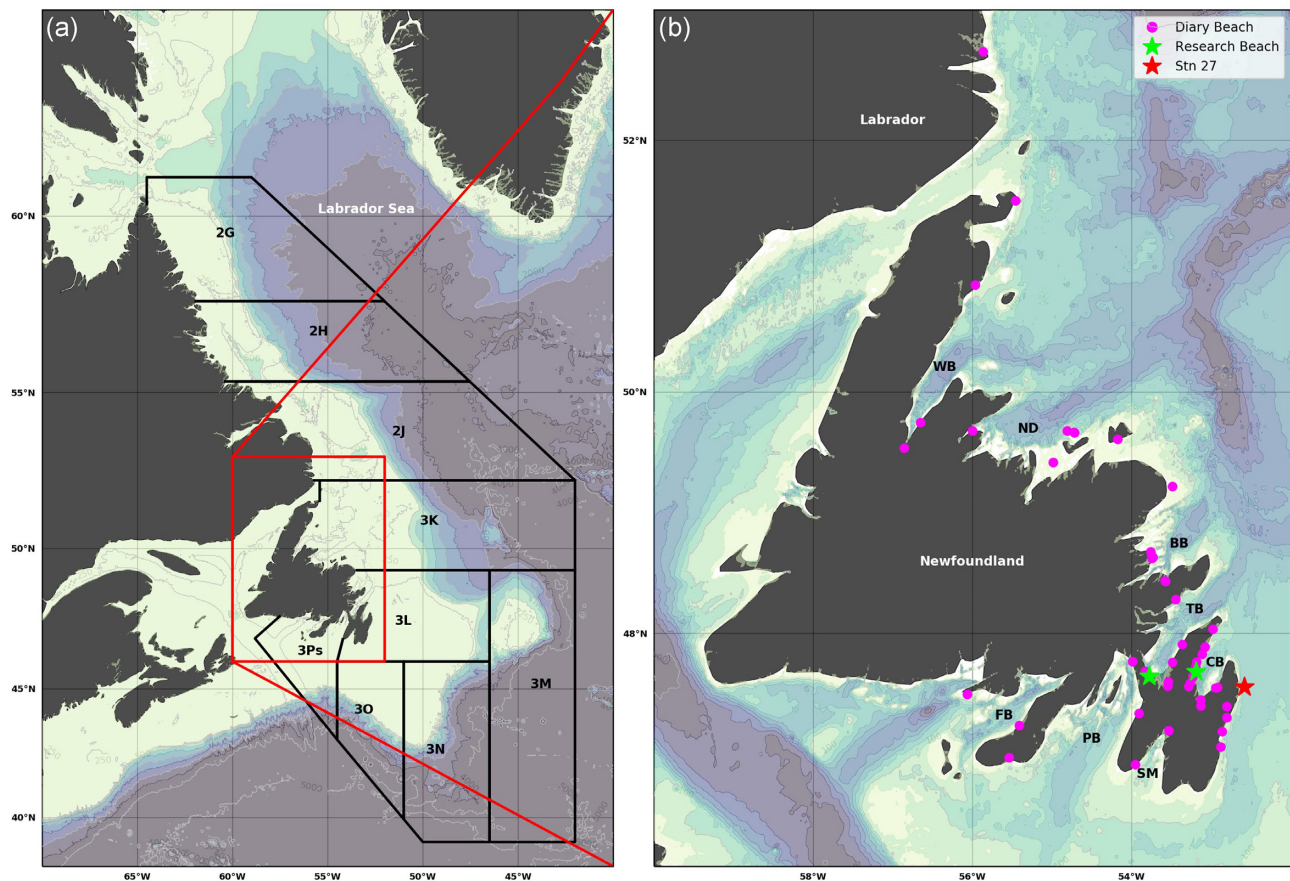 (a)
Labrador Sea
2G
2H
2J
3K
3L
3Ps
3M
3O
3N
60°N
55°N
50°N
45°N
40°N
65°W
60°W
55°W
50°W
45°W
(b)
Diary Beach
Research Beach
Stn 27
Labrador
WB
ND
BB
Newfoundland
TB
CB
FB
PB
SM
52°N
50°N
48°N
58°W
56°W
54°W